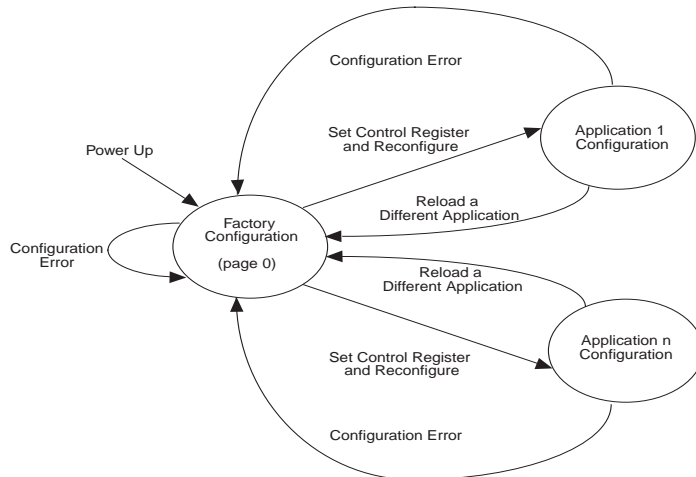 Configuration Error
Set Control Register
and Reconfigure
Application 1
Configuration
Power Up
Reload a
Different Application
Factory
Configuration
(page 0)
Configuration
Error
Reload a
Different Application
Set Control Register
and Reconfigure
Application n
Configuration
Configuration Error